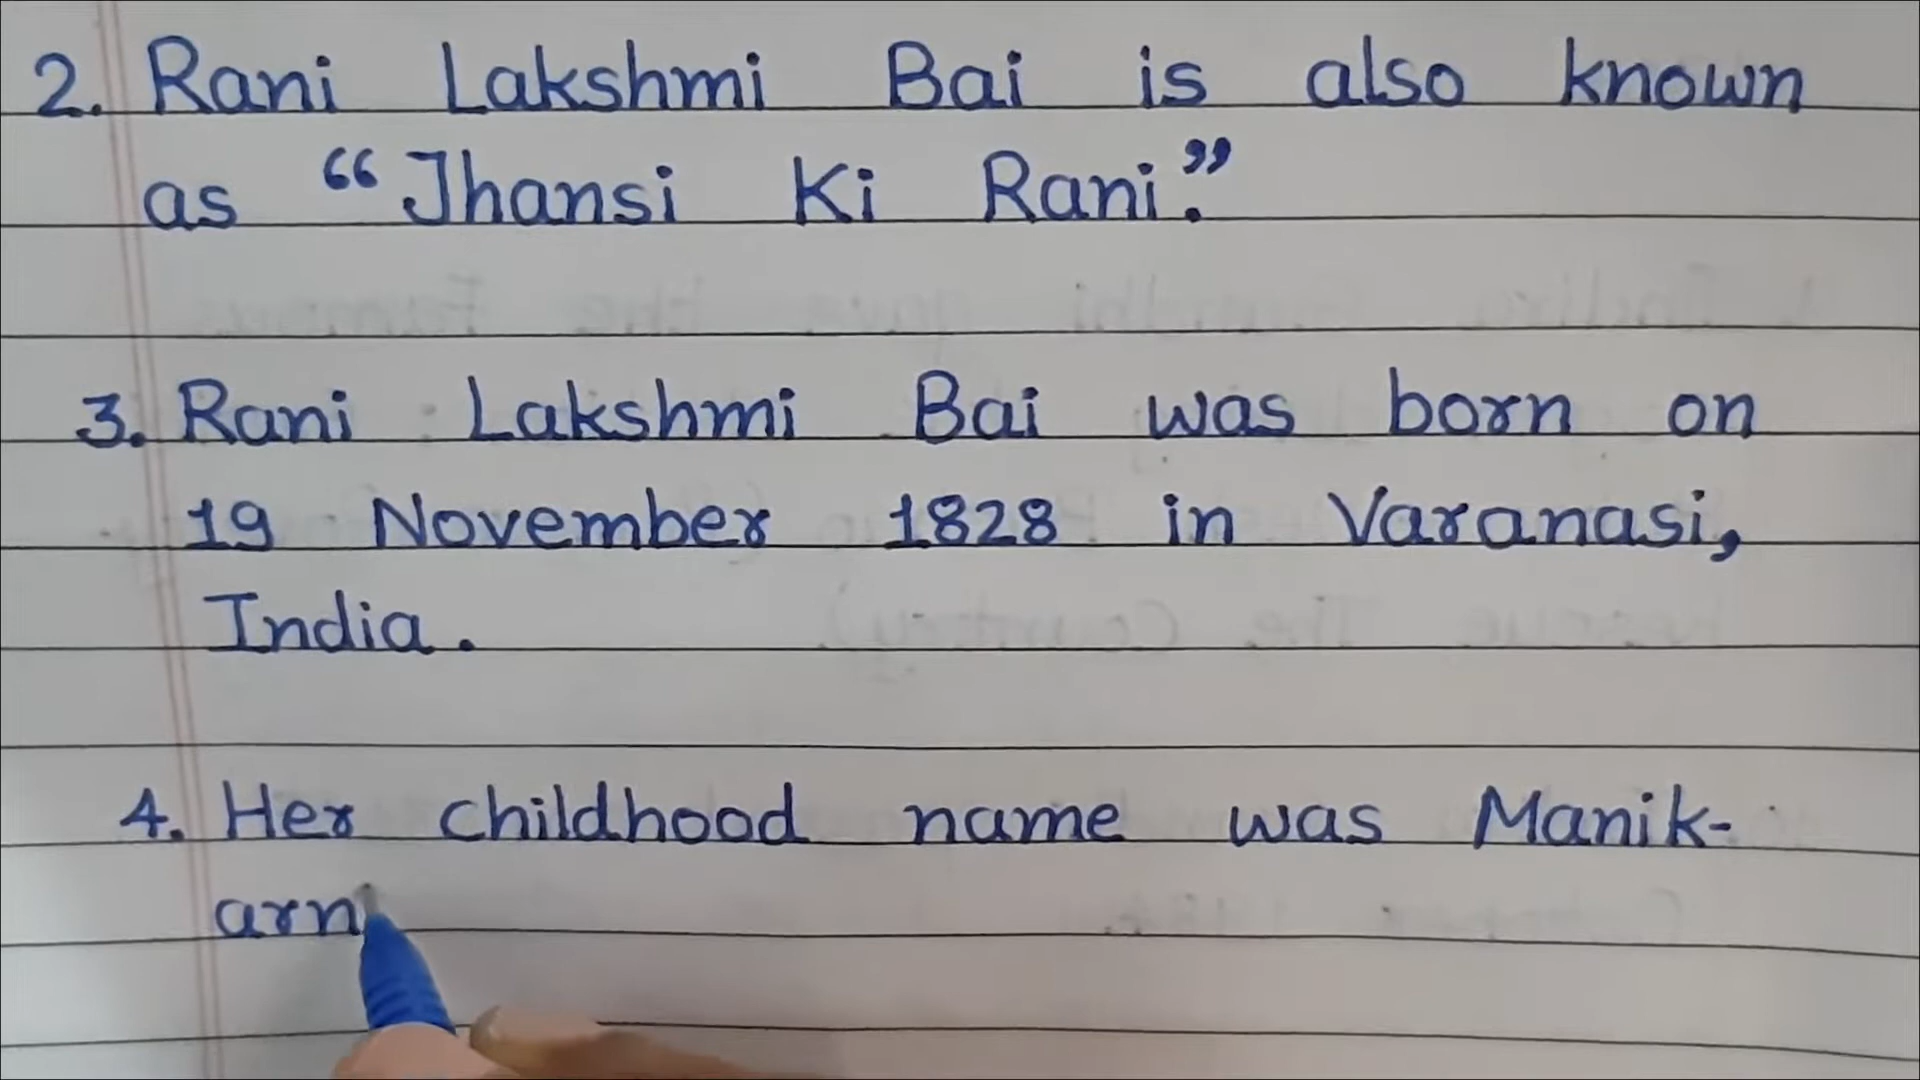 2. Rani Lakshmi Bai is also known
as “Jhansi Ki Rani.”
3. Rani Lakshmi Bai was born on
19 November 1828 in Varanasi,
India.
4. Her childhood name was Manik-
arn